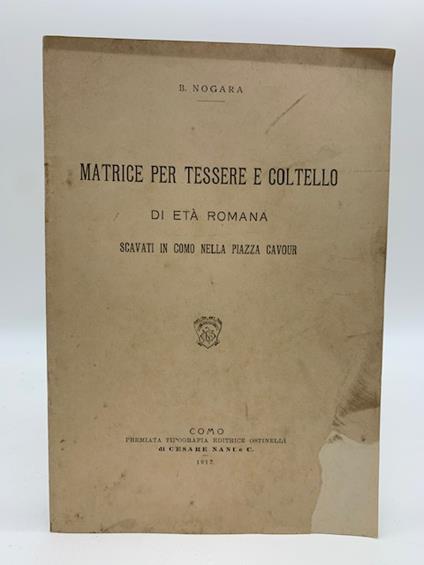 B. NOGARA
MATRICE PER TESSERE E COLTELLO
DI ETÀ ROMANA
SCAVATI IN COMO NELLA PIAZZA CAVOUR
COMO
PREMIATA TIPOGRAFIA EDITRICE OSTINELLI
di CESARE NANI e C.
1912